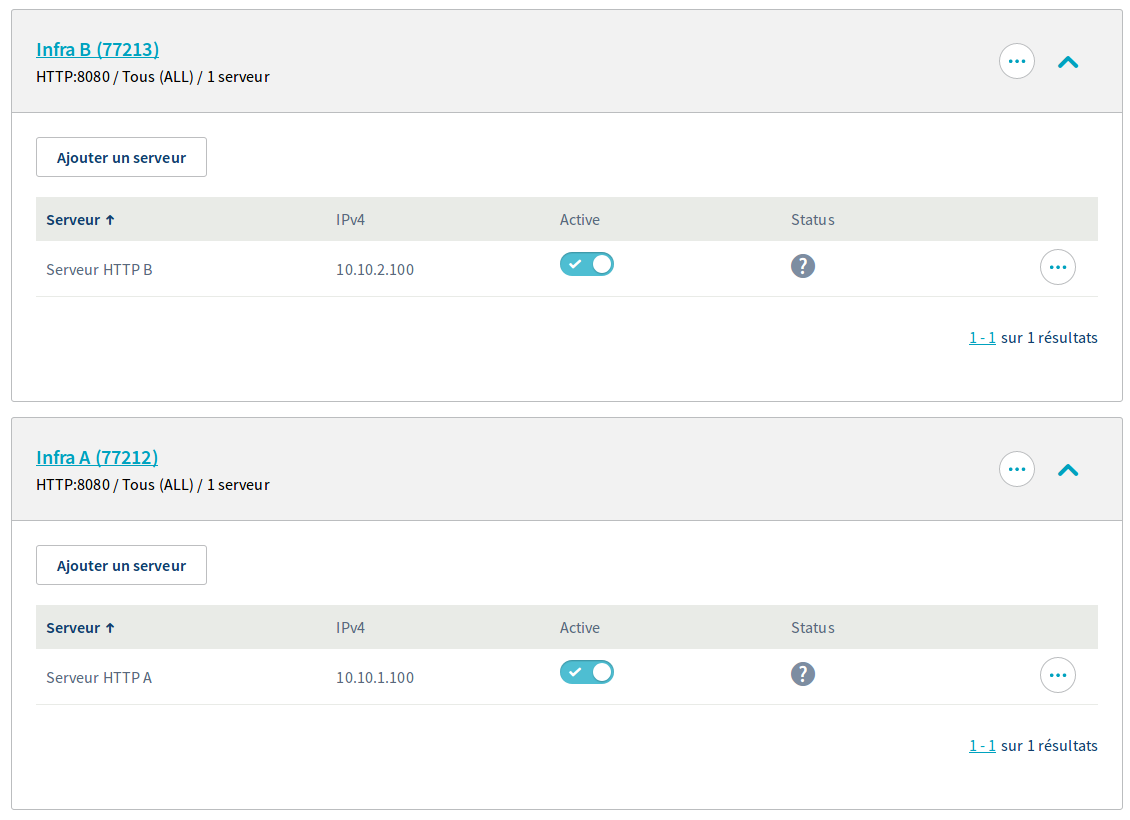 Infra B (77213)
HTTP:8080 / Tous (ALL) / 1 serveur
Ajouter un serveur
Serveur ↑ IPv4 Active Status
Serveur HTTP B 10.10.2.100 ?
1 - 1 sur 1 résultats
Infra A (77212)
HTTP:8080 / Tous (ALL) / 1 serveur
Ajouter un serveur
Serveur ↑ IPv4 Active Status
Serveur HTTP A 10.10.1.100 ?
1 - 1 sur 1 résultats